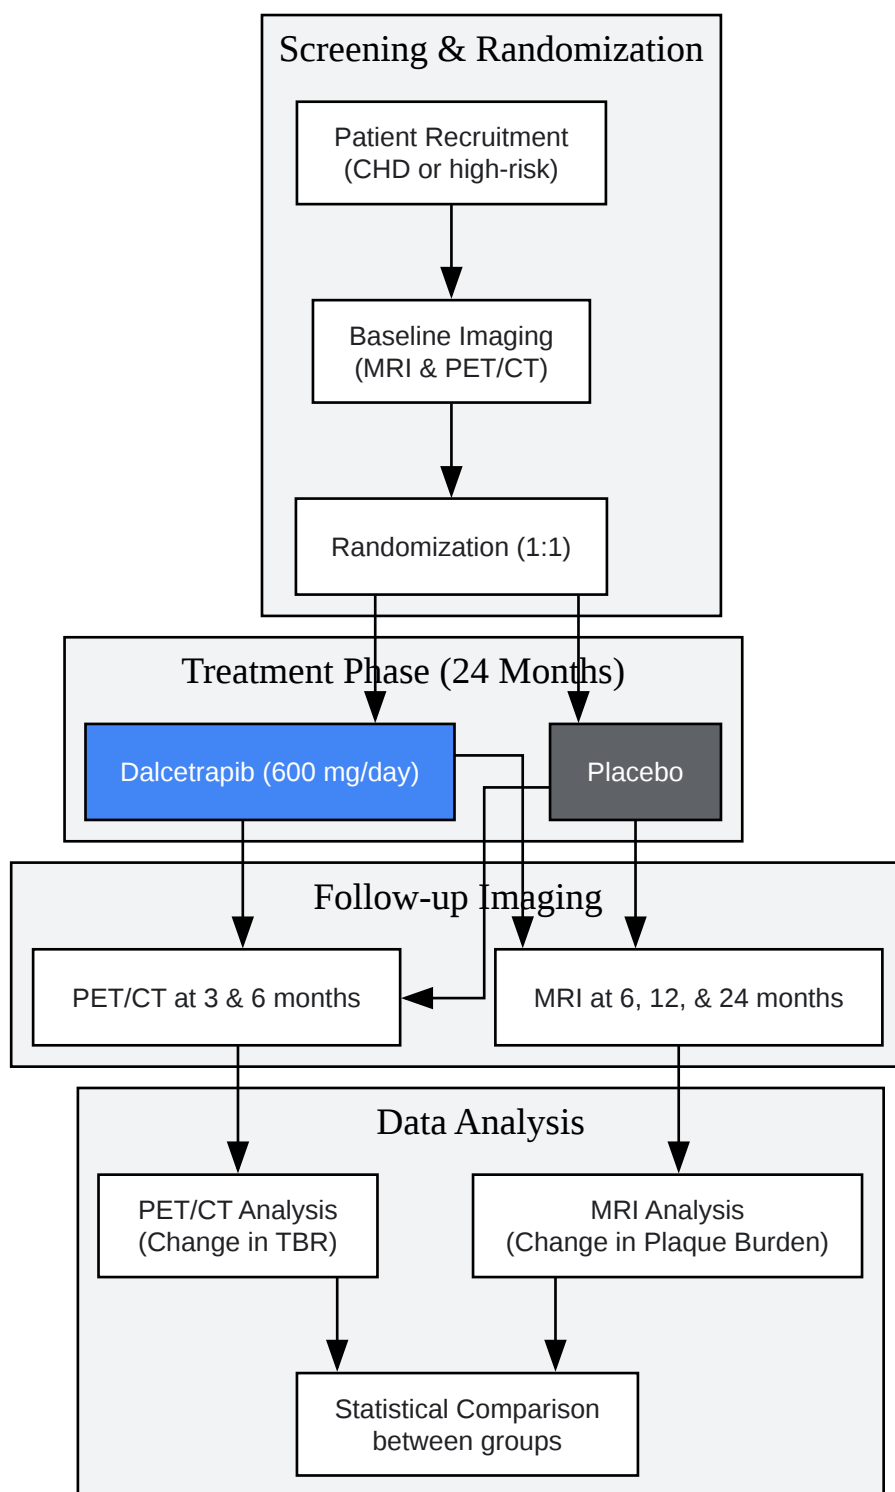 Screening & Randomization
Patient Recruitment
(CHD or high-risk)
Baseline Imaging
(MRI & PET/CT)
Randomization (1:1)
Treatment Phase (24 Months)
Dalcetrapib (600 mg/day)
Placebo
Follow-up Imaging
PET/CT at 3 & 6 months
MRI at 6, 12, & 24 months
Data Analysis
PET/CT Analysis
(Change in TBR)
MRI Analysis
(Change in Plaque Burden)
Statistical Comparison
between groups